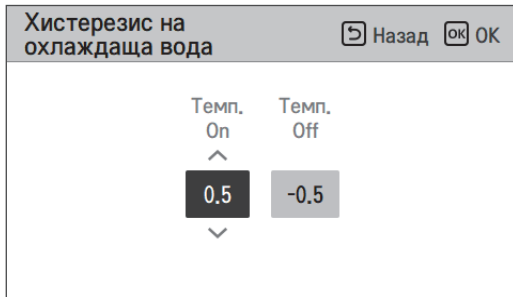 Хистерезис на
охлаждаща вода
Назад OK OK
Темп. Темп.
On Off
0.5 -0.5